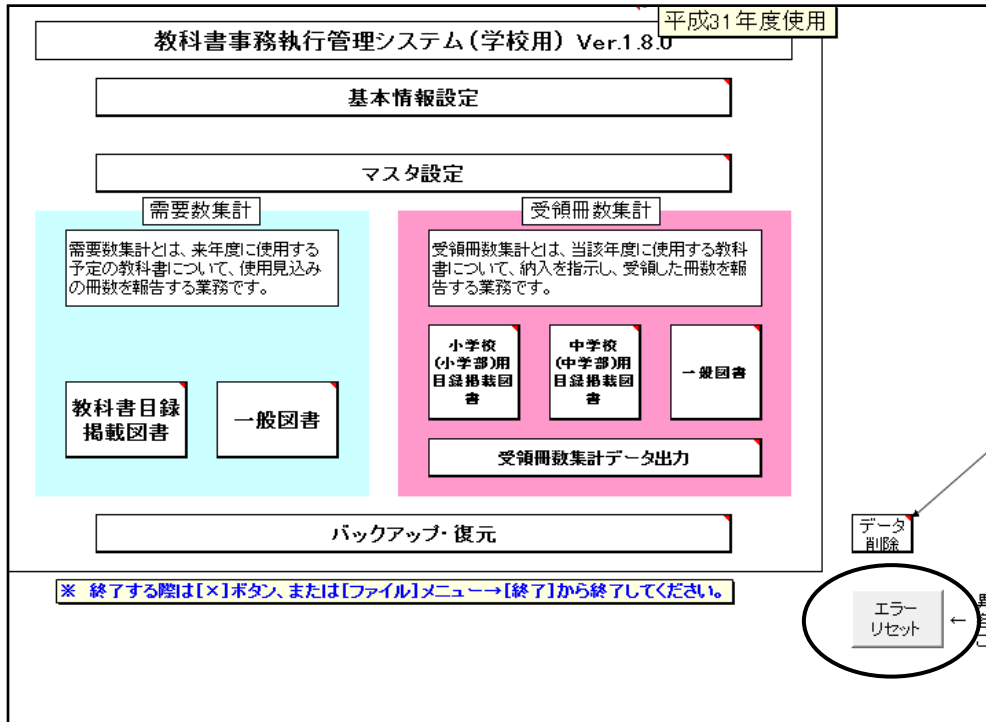 平成31年度使用
教科書事務執行管理システム（学校用） Ver.1.8.0
基本情報設定
マスタ設定
需要数集計
需要数集計とは、来年度に使用する
予定の教科書について、使用見込み
の冊数を報告する業務です。
教科書目録
掲載図書
一般図書
受領冊数集計
受領冊数集計とは、当該年度に使用する教科
書について、納入を指示し、受領した冊数を報
告する業務です。
小学校
(小学部)用
目録掲載図
書
中学校
(中学部)用
目録掲載図
書
一般図書
受領冊数集計データ出力
バックアップ・復元
データ
削除
※ 終了する際は[×]ボタン、または[ファイル]メニュー→[終了]から終了してください。
エラー
リセット
←